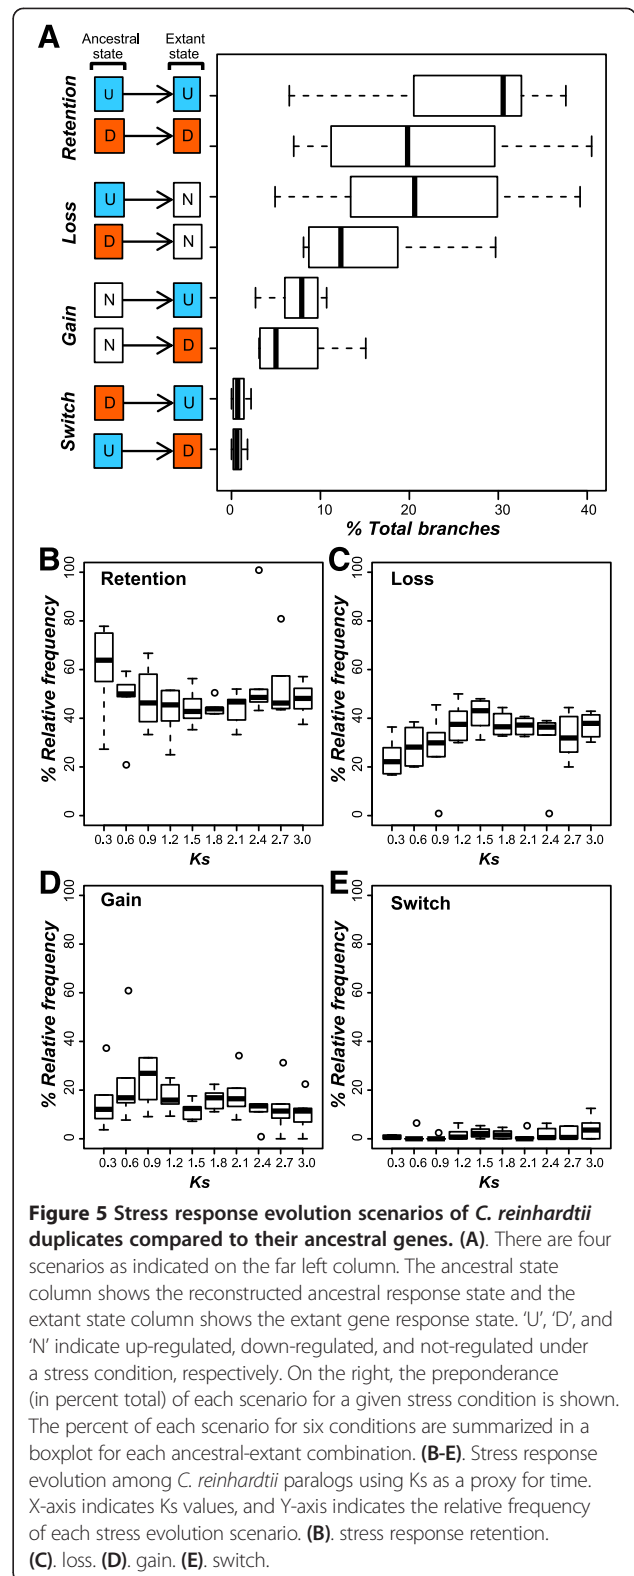 A
Ancestral state
Extant state
Retention
U U
D D
Loss
U N
D N
Gain
N U
N D
Switch
D U
U D
0 10 20 30 40
% Total branches
B
Retention
% Relative frequency
0 20 40 60 80 100
0.3 0.6 0.9 1.2 1.5 1.8 2.1 2.4 2.7 3.0
Ks
C
Loss
% Relative frequency
0 20 40 60 80 100
0.3 0.6 0.9 1.2 1.5 1.8 2.1 2.4 2.7 3.0
Ks
D
Gain
% Relative frequency
0 20 40 60 80 100
0.3 0.6 0.9 1.2 1.5 1.8 2.1 2.4 2.7 3.0
Ks
E
Switch
% Relative frequency
0 20 40 60 80 100
0.3 0.6 0.9 1.2 1.5 1.8 2.1 2.4 2.7 3.0
Ks
Figure 5 Stress response evolution scenarios of C. reinhardtii
duplicates compared to their ancestral genes. (A). There are four
scenarios as indicated on the far left column. The ancestral state
column shows the reconstructed ancestral response state and the
extant state column shows the extant gene response state. ‘U’, ‘D’, and
‘N’ indicate up-regulated, down-regulated, and not-regulated under
a stress condition, respectively. On the right, the preponderance
(in percent total) of each scenario for a given stress condition is shown.
The percent of each scenario for six conditions are summarized in a
boxplot for each ancestral-extant combination. (B-E). Stress response
evolution among C. reinhardtii paralogs using Ks as a proxy for time.
X-axis indicates Ks values, and Y-axis indicates the relative frequency
of each stress evolution scenario. (B). stress response retention.
(C). loss. (D). gain. (E). switch.